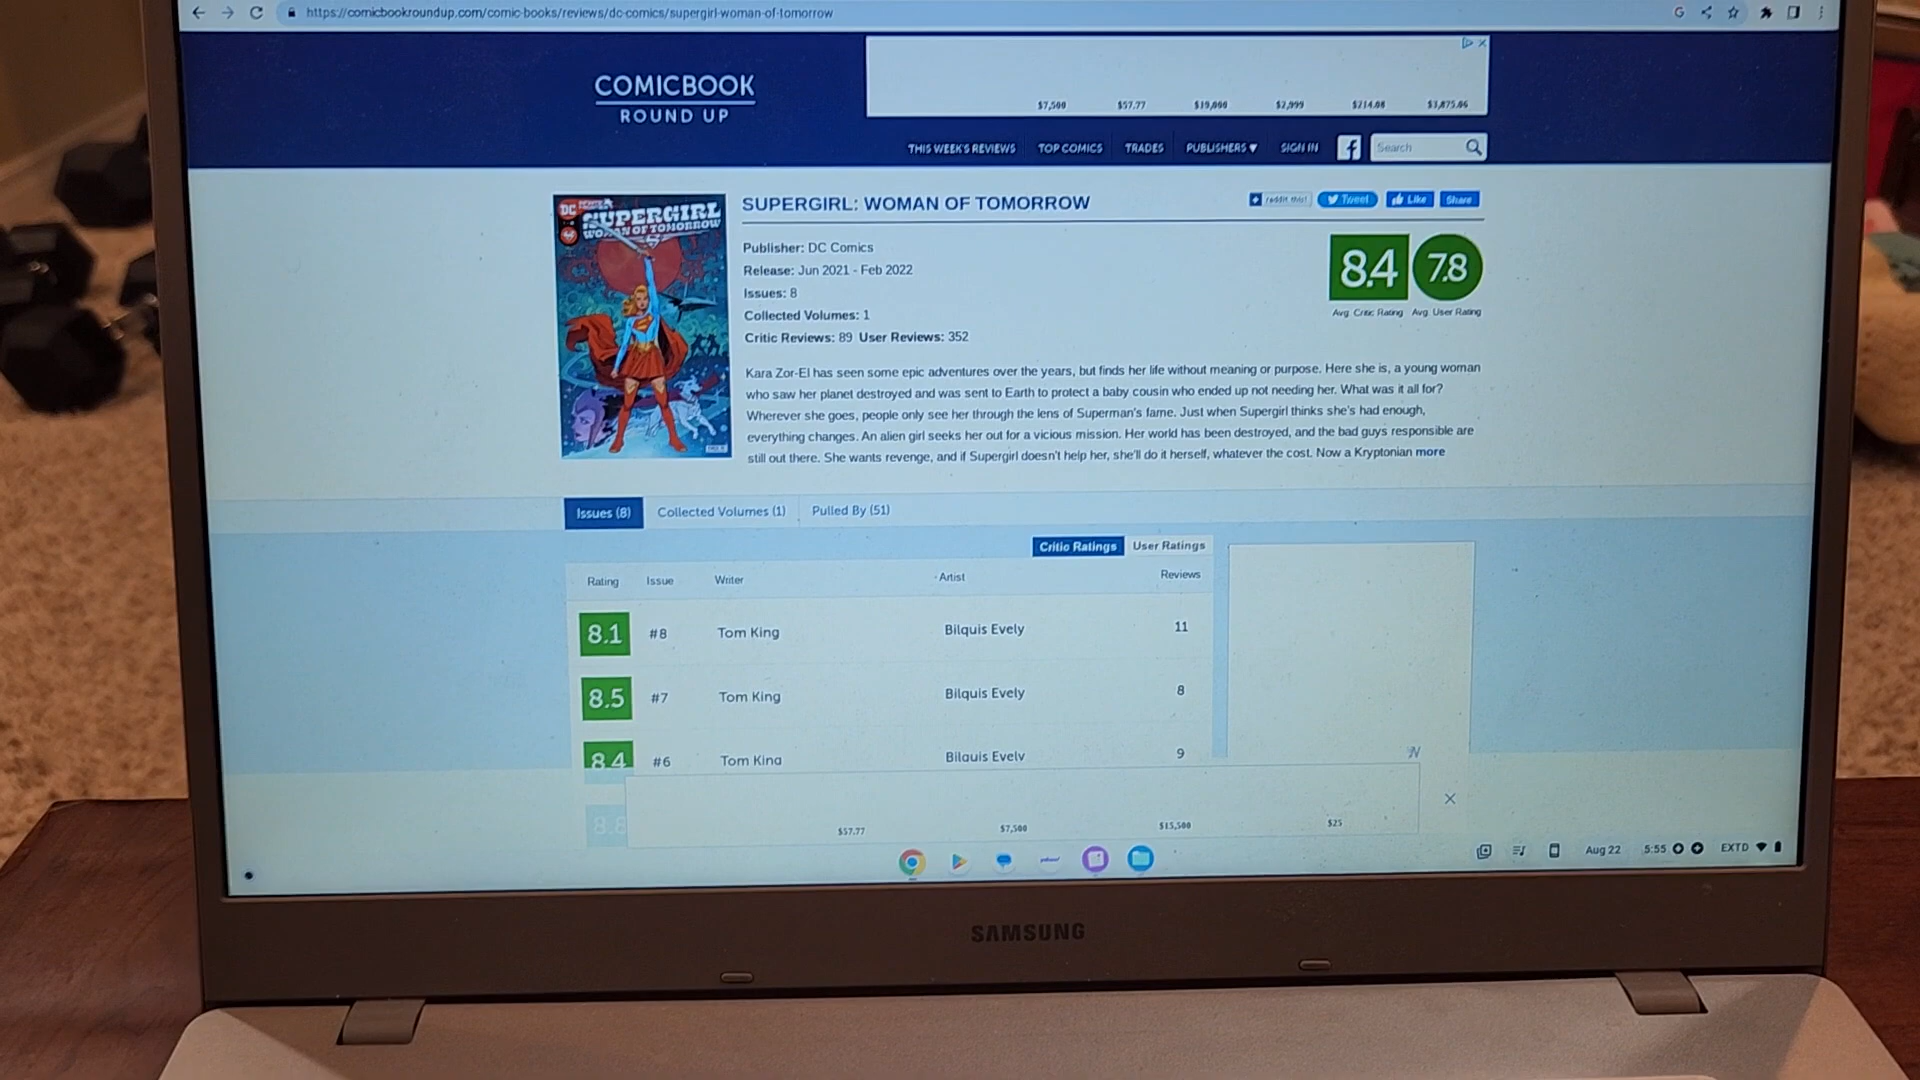 https://comicbookroundup.com/comic-books/reviews/dc-comics/supergirl-woman-of-tomorrow
COMICBOOK
ROUND UP
$7,500 $57.77 $19,000 $2,999 $214.08 $3,875.06
THIS WEEK'S REVIEWS TOP COMICS TRADES PUBLISHERS ▼ SIGN IN f Search
DC
SUPERGIRL
WOMAN OF TOMORROW
SUPERGIRL: WOMAN OF TOMORROW
reddit this! Tweet Like Share
Publisher: DC Comics
Release: Jun 2021 - Feb 2022
Issues: 8
Collected Volumes: 1
Critic Reviews: 89 User Reviews: 352
8.4 7.8
Avg. Critic Rating Avg. User Rating
Kara Zor-El has seen some epic adventures over the years, but finds her life without meaning or purpose. Here she is, a young woman
who saw her planet destroyed and was sent to Earth to protect a baby cousin who ended up not needing her. What was it all for?
Wherever she goes, people only see her through the lens of Superman's fame. Just when Supergirl thinks she's had enough,
everything changes. An alien girl seeks her out for a vicious mission. Her world has been destroyed, and the bad guys responsible are
still out there. She wants revenge, and if Supergirl doesn't help her, she'll do it herself, whatever the cost. Now a Kryptonian more
Issues (8) Collected Volumes (1) Pulled By (51)
Critic Ratings User Ratings
Rating Issue Writer Artist Reviews
8.1 #8 Tom King Bilquis Evely 11
8.5 #7 Tom King Bilquis Evely 8
8.4 #6 Tom King Bilquis Evely 9
$57.77 $7,500 $15,500 $25
Aug 22 5:55 EXTD
SAMSUNG